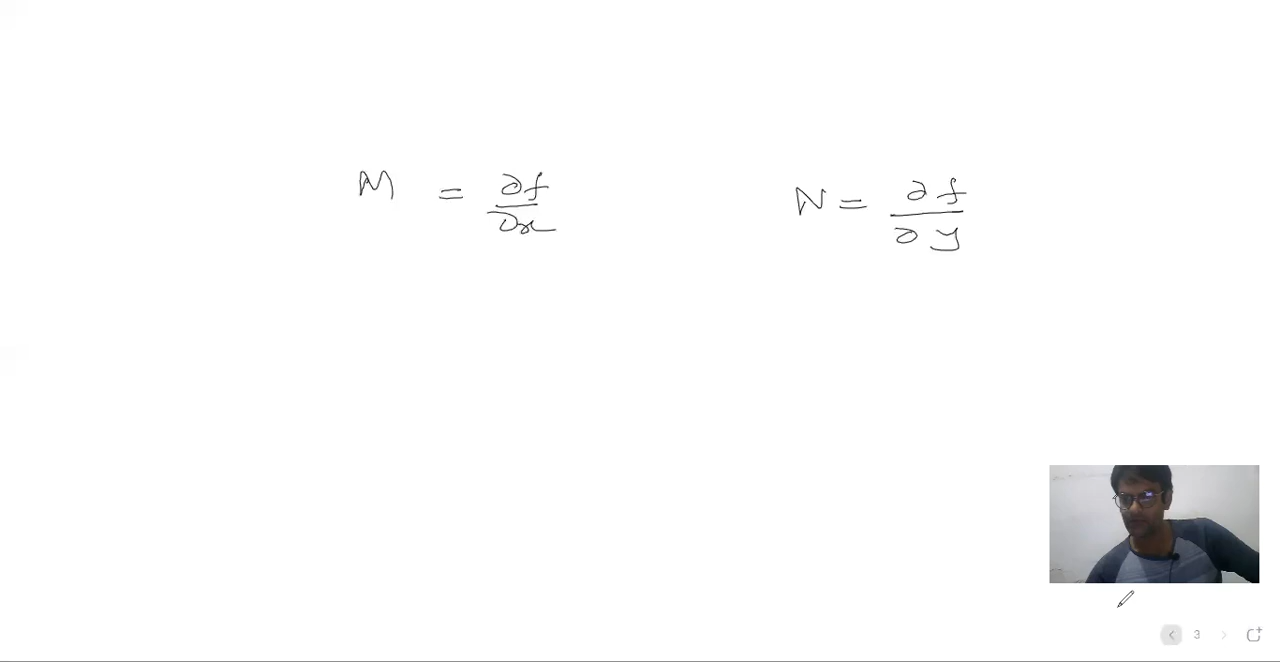 M = ∂f/∂x N = ∂f/∂y
3